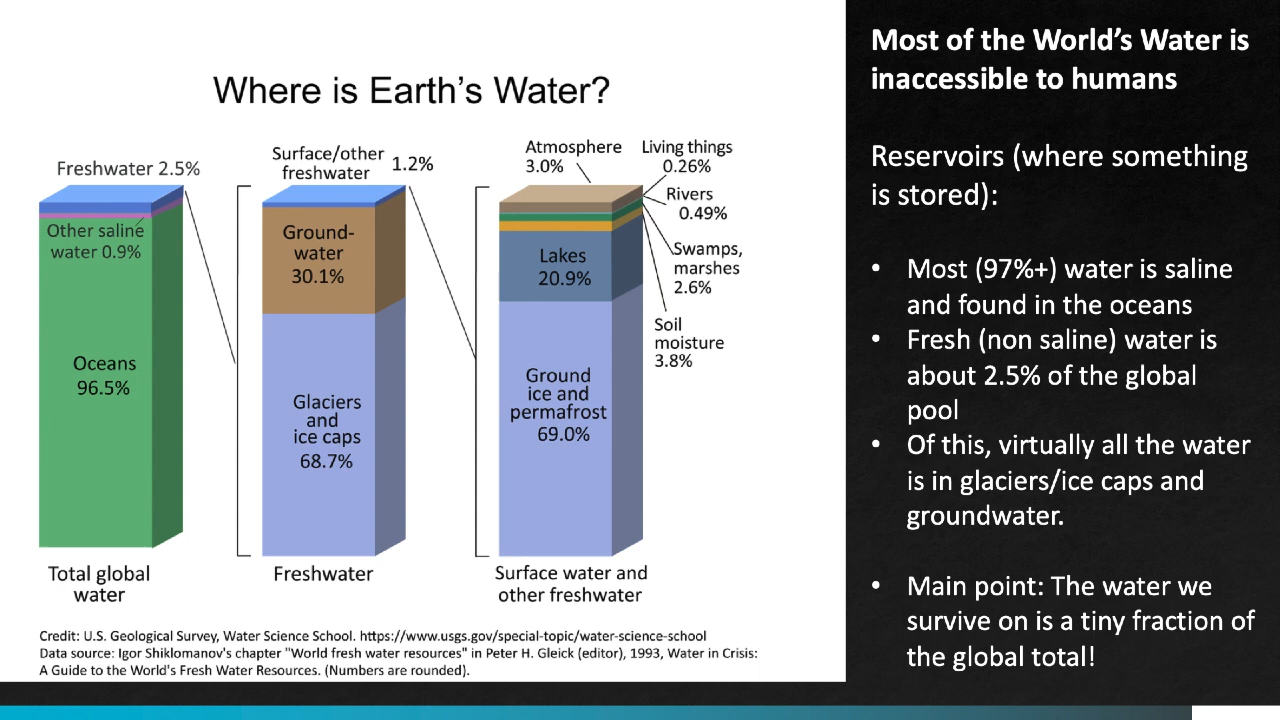 Where is Earth's Water?
Freshwater 2.5%
Other saline
water 0.9%
Oceans
96.5%
Total global
water
Surface/other
freshwater
1.2%
Ground-
water
30.1%
Glaciers
and
ice caps
68.7%
Freshwater
Atmosphere
3.0%
Living things
0.26%
Rivers
0.49%
Swamps,
marshes
2.6%
Soil
moisture
3.8%
Lakes
20.9%
Ground
ice and
permafrost
69.0%
Surface water and
other freshwater
Credit: U.S. Geological Survey, Water Science School. https://www.usgs.gov/special-topic/water-science-school
Data source: Igor Shiklomanov's chapter "World fresh water resources" in Peter H. Gleick (editor), 1993, Water in Crisis:
A Guide to the World's Fresh Water Resources. (Numbers are rounded).
Most of the World's Water is
inaccessible to humans
Reservoirs (where something
is stored):
• Most (97%+) water is saline
and found in the oceans
• Fresh (non saline) water is
about 2.5% of the global
pool
• Of this, virtually all the water
is in glaciers/ice caps and
groundwater.
• Main point: The water we
survive on is a tiny fraction of
the global total!